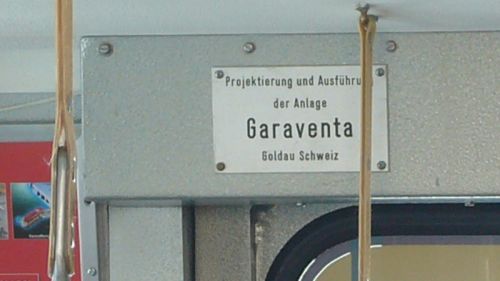 Projektierung und Ausführu
der Anlage
Garaventa
Goldau Schweiz